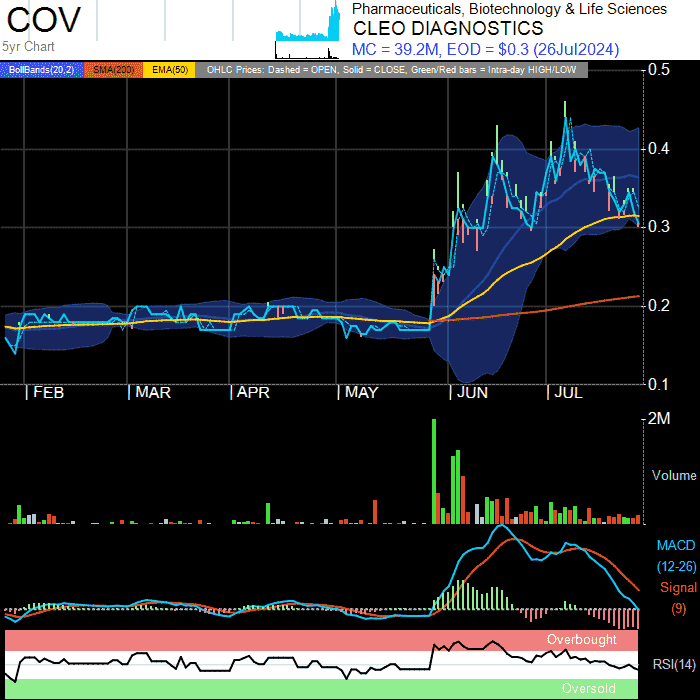 COV
5yr Chart
Pharmaceuticals, Biotechnology & Life Sciences
CLEO DIAGNOSTICS
MC = 39.2M, EOD = $0.3 (26Jul2024)
BollBands(20,2) SMA(200) EMA(50) OHLC Prices: Dashed = OPEN, Solid = CLOSE, Green/Red bars = Intra-day HIGH/LOW
0.5
0.4
0.3
0.2
0.1
FEB MAR APR MAY JUN JUL
2M
Volume
MACD
(12-26)
Signal
(9)
Overbought
RSI(14)
Oversold